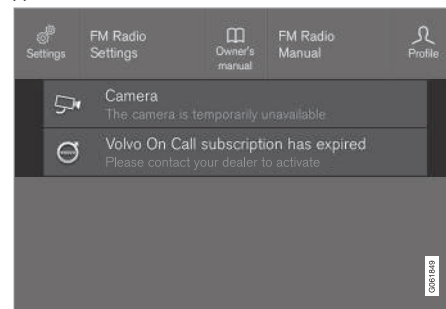 Settings
FM Radio
Settings
Owner's
manual
FM Radio
Manual
Profile
Camera
The camera is temporarily unavailable
Volvo On Call subscription has expired
Please contact your dealer to activate
G061849